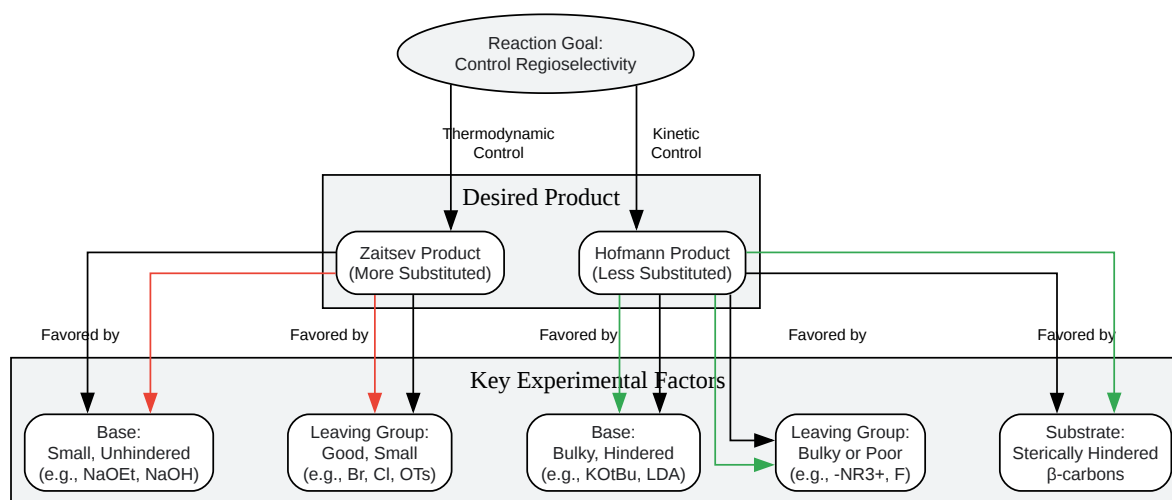 Reaction Goal:
Control Regioselectivity
Thermodynamic
Control
Kinetic
Control
Desired Product
Zaitsev Product
(More Substituted)
Hofmann Product
(Less Substituted)
Favored by
Favored by
Favored by
Favored by
Favored by
Key Experimental Factors
Base:
Small, Unhindered
(e.g., NaOEt, NaOH)
Leaving Group:
Good, Small
(e.g., Br, Cl, OTs)
Base:
Bulky, Hindered
(e.g., KOtBu, LDA)
Leaving Group:
Bulky or Poor
(e.g., -NR3+, F)
Substrate:
Sterically Hindered
β-carbons